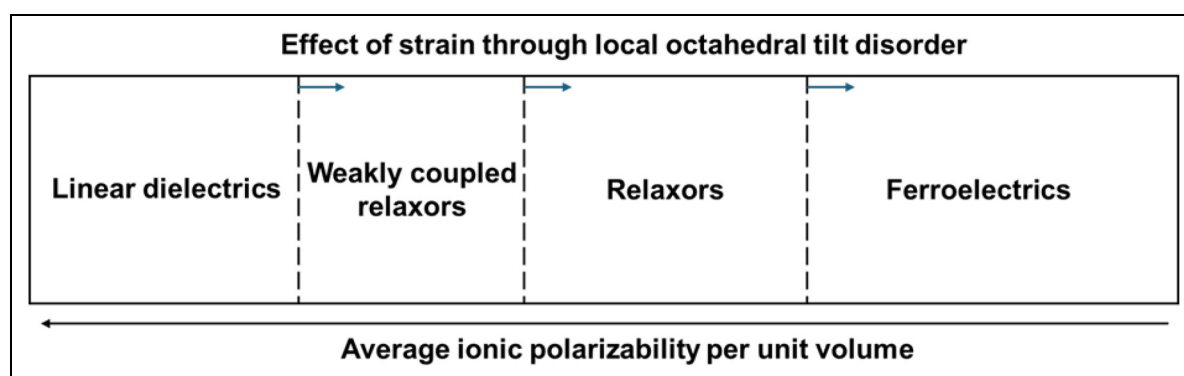 Effect of strain through local octahedral tilt disorder
Linear dielectrics
Weakly coupled
relaxors
Relaxors
Ferroelectrics
Average ionic polarizability per unit volume